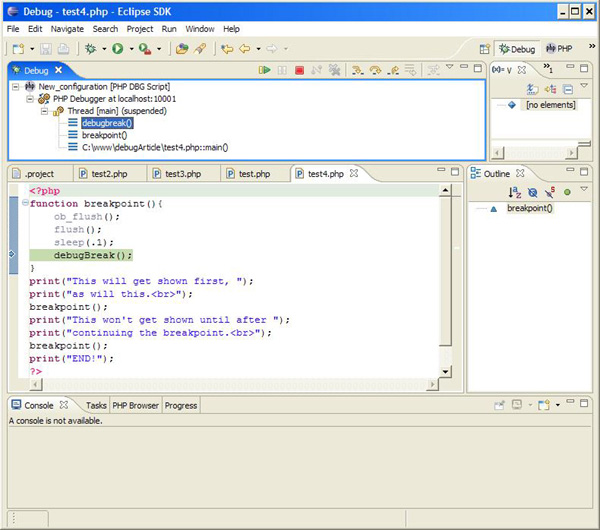 Debug - test4.php - Eclipse SDK
File Edit Navigate Search Project Run Window Help
Debug PHP
Debug
New_configuration [PHP DBG Script]
PHP Debugger at localhost:10001
Thread [main] (suspended)
debugbreak()
breakpoint()
C:\www\debugArticle\test4.php::main()
(x)= V 1
[no elements]
.project test2.php test3.php test.php test4.php
<?php
function breakpoint(){
ob_flush();
flush();
sleep(.1);
debugBreak();
}
print("This will get shown first, ");
print("as will this.<br>");
breakpoint();
print("This won't get shown until after ");
print("continuing the breakpoint.<br>");
breakpoint();
print("END!");
?>
Outline
breakpoint()
Console Tasks PHP Browser Progress
A console is not available.